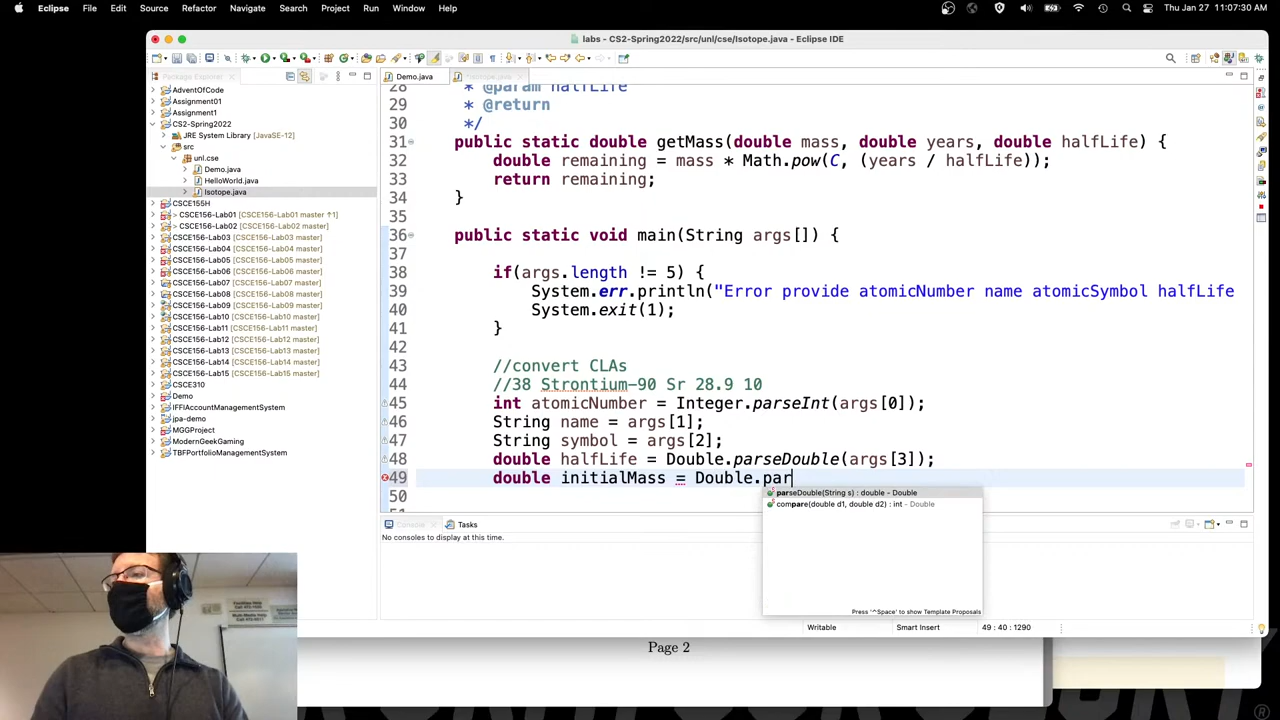 Eclipse File Edit Source Refactor Navigate Search Project Run Window Help
Thu Jan 27 11:07:30 AM
labs - CS2-Spring2022/src/unl/cse/Isotope.java - Eclipse IDE
Package Explorer
Demo.java
*Isotope.java
AdventOfCode
Assignment01
Assignment1
CS2-Spring2022
JRE System Library [JavaSE-12]
src
unl.cse
Demo.java
HelloWorld.java
Isotope.java
CSCE155H
> CSCE156-Lab01 [CSCE156-Lab01 master ↑1]
> CSCE156-Lab02 [CSCE156-Lab02 master]
CSCE156-Lab03 [CSCE156-Lab03 master]
CSCE156-Lab04 [CSCE156-Lab04 master]
CSCE156-Lab05 [CSCE156-Lab05 master]
CSCE156-Lab06 [CSCE156-Lab06 master]
CSCE156-Lab07 [CSCE156-Lab07 master]
CSCE156-Lab08 [CSCE156-Lab08 master]
CSCE156-Lab09 [CSCE156-Lab09 master]
CSCE156-Lab10 [CSCE156-Lab10 master]
CSCE156-Lab11 [CSCE156-Lab11 master]
CSCE156-Lab12 [CSCE156-Lab12 master]
CSCE156-Lab13 [CSCE156-Lab13 master]
CSCE156-Lab14 [CSCE156-Lab14 master]
CSCE156-Lab15 [CSCE156-Lab15 master]
CSCE310
Demo
IFFIAccountManagementSystem
jpa-demo
MGGProject
ModernGeekGaming
TBFPortfolioManagementSystem
28 * @param halfLife
29 * @return
30 */
31 public static double getMass(double mass, double years, double halfLife) {
32 double remaining = mass * Math.pow(C, (years / halfLife));
33 return remaining;
34 }
35
36 public static void main(String args[]) {
37
38 if(args.length != 5) {
39 System.err.println("Error provide atomicNumber name atomicSymbol halfLife
40 System.exit(1);
41 }
42
43 //convert CLAs
44 //38 Strontium-90 Sr 28.9 10
45 int atomicNumber = Integer.parseInt(args[0]);
46 String name = args[1];
47 String symbol = args[2];
48 double halfLife = Double.parseDouble(args[3]);
49 double initialMass = Double.par
50
parseDouble(String s) : double - Double
compare(double d1, double d2) : int - Double
Press '^Space' to show Template Proposals
Console
Tasks
No consoles to display at this time.
Writable
Smart Insert
49 : 40 : 1290
Page 2